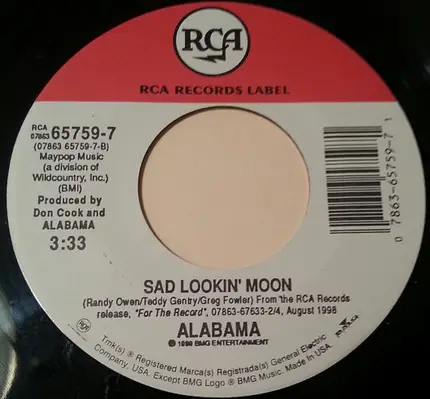 RCA
RCA RECORDS LABEL
RCA
07863 65759-7
(07863 65759-7-B)
Maypop Music
(a division of
Wildcountry, Inc.)
(BMI)
Produced by
Don Cook and
ALABAMA
3:33
0 7863-65759-7 1
SAD LOOKIN' MOON
(Randy Owen/Teddy Gentry/Greg Fowler) From the RCA Records
release, "For The Record", 07863-67633-2/4, August 1998
ALABAMA
℗ 1998 BMG ENTERTAINMENT
RCA
BMG
Tmk(s) ® Registered Marca(s) Registrada(s) General Electric
Company, USA. Except BMG Logo ® BMG Music. Made In USA